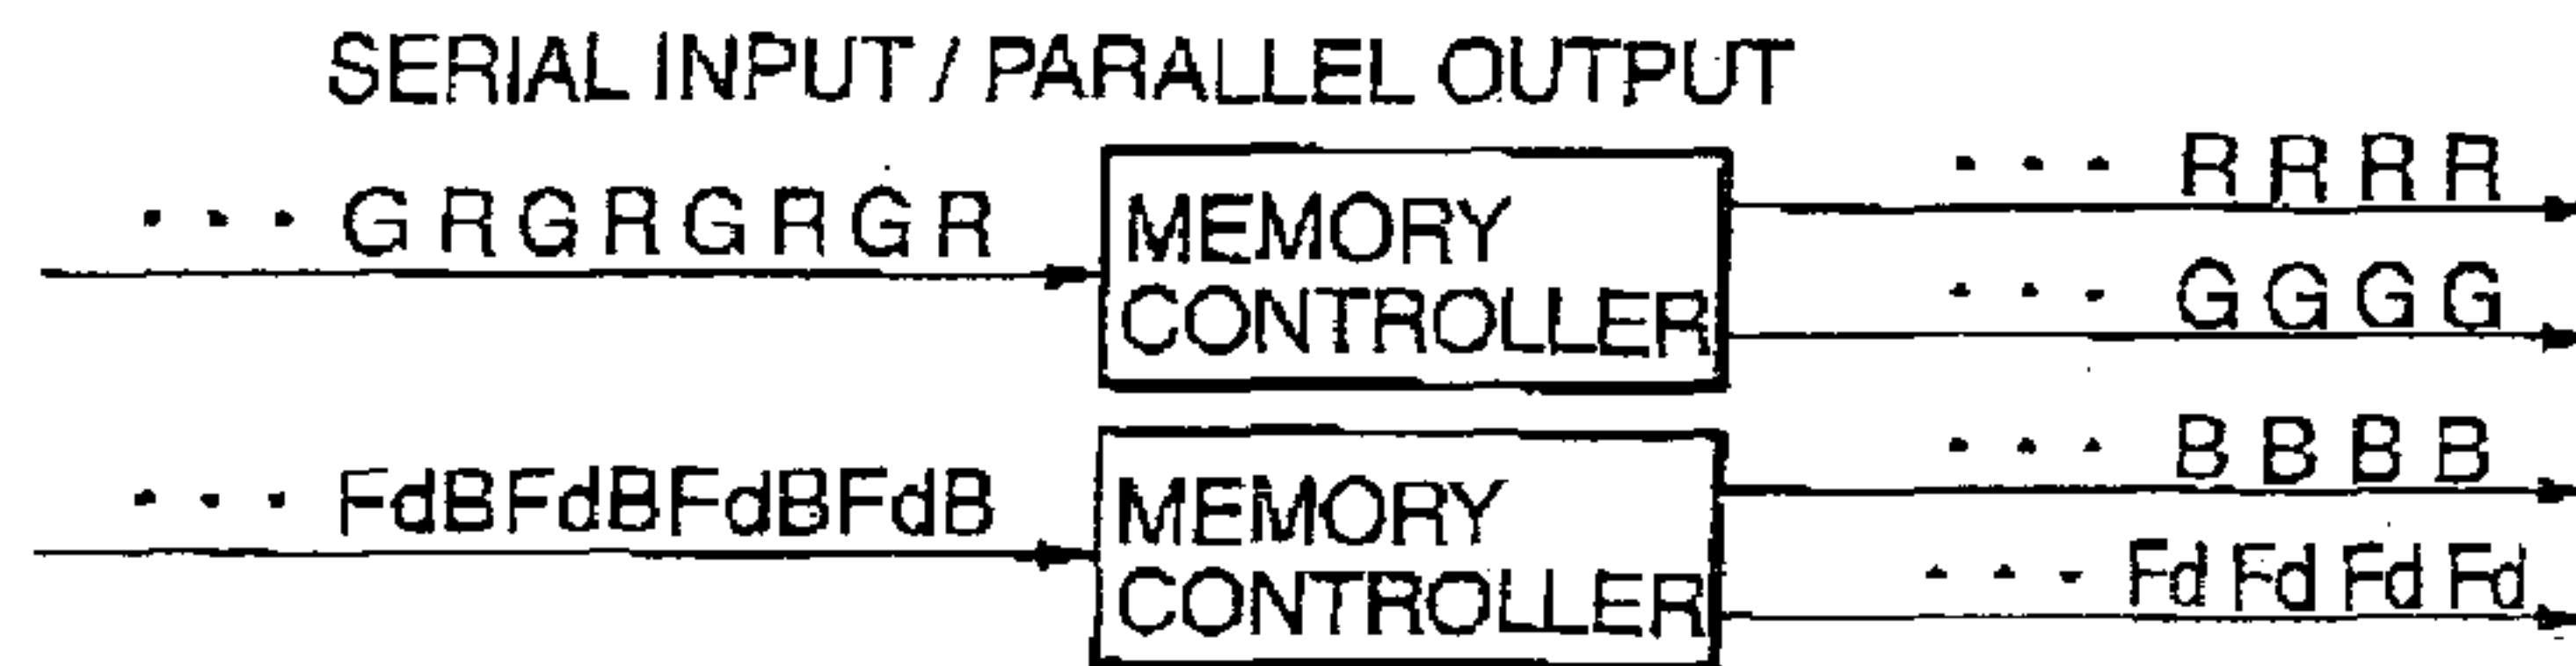 SERIAL INPUT / PARALLEL OUTPUT
· · · G R G R G R G R
MEMORY
CONTROLLER
· · · R R R R
· · · G G G G
· · · FdBFdBFdBFdB
MEMORY
CONTROLLER
· · · B B B B
· · · Fd Fd Fd Fd